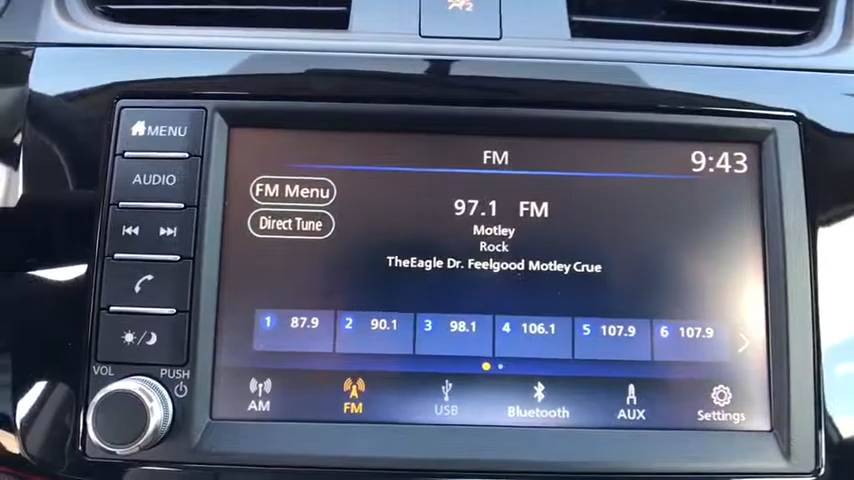 MENU
AUDIO
VOL
PUSH
FM
9:43
FM Menu
Direct Tune
97.1 FM
Motley
Rock
TheEagle Dr. Feelgood Motley Crue
1 87.9
2 90.1
3 98.1
4 106.1
5 107.9
6 107.9
AM
FM
USB
Bluetooth
AUX
Settings